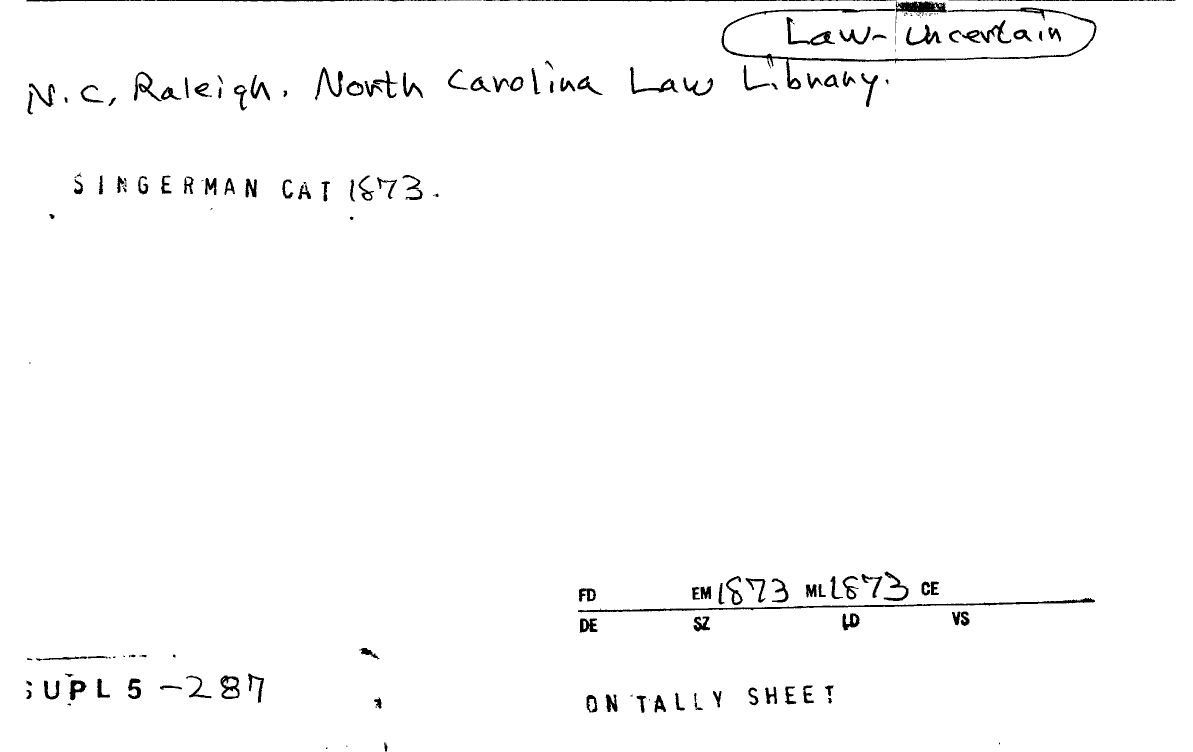 Law-Uncertain
N.C, Raleigh. North Carolina Law Library.
SINGERMAN CAT 1873.
FD EM 1873 ML 1873 CE
DE SZ LD VS
SUPL 5-287
ON TALLY SHEET